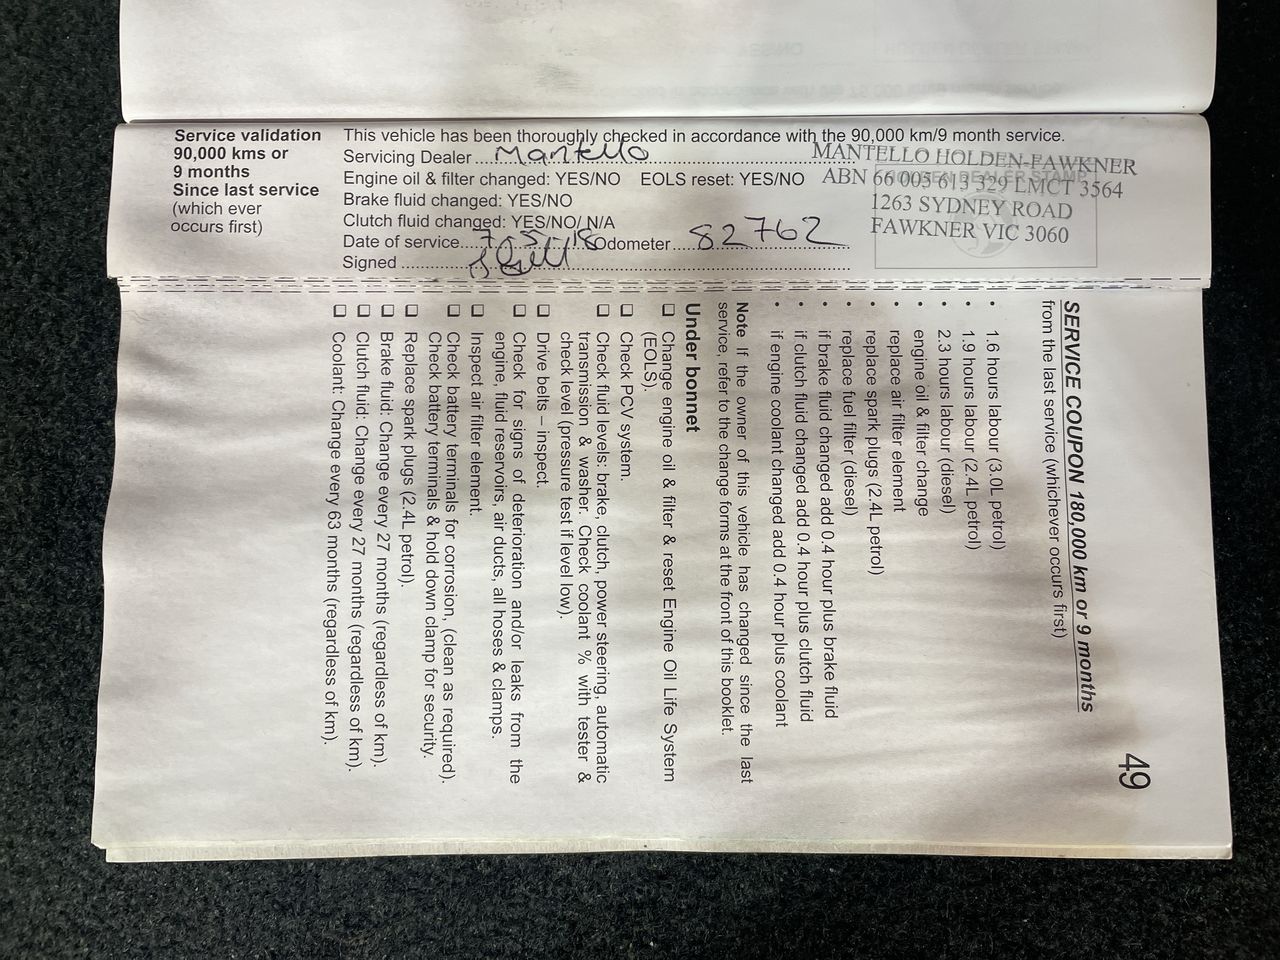 Service validation
90,000 kms or
9 months
Since last service
(which ever
occurs first)
This vehicle has been thoroughly checked in accordance with the 90,000 km/9 month service.
Servicing Dealer ... Mantello
Engine oil & filter changed: YES/NO EOLS reset: YES/NO
Brake fluid changed: YES/NO
Clutch fluid changed: YES/NO/ N/A
Date of service... 7 5 18 Odometer ... 82762
Signed
MANTELLO HOLDEN-FAWKNER
ABN 66 005 613 329 LMCT 3564
1263 SYDNEY ROAD
FAWKNER VIC 3060
HOLDEN DEALER STAMP
49
SERVICE COUPON 180,000 km or 9 months
from the last service (whichever occurs first)
• 1.6 hours labour (3.0L petrol)
• 1.9 hours labour (2.4L petrol)
• 2.3 hours labour (diesel)
• engine oil & filter change
• replace air filter element
• replace spark plugs (2.4L petrol)
• replace fuel filter (diesel)
• if brake fluid changed add 0.4 hour plus brake fluid
• if clutch fluid changed add 0.4 hour plus clutch fluid
• if engine coolant changed add 0.4 hour plus coolant
Note If the owner of this vehicle has changed since the last
service, refer to the change forms at the front of this booklet.
Under bonnet
❑ Change engine oil & filter & reset Engine Oil Life System
(EOLS).
❑ Check PCV system.
❑ Check fluid levels: brake, clutch, power steering, automatic
transmission & washer. Check coolant % with tester &
check level (pressure test if level low).
❑ Drive belts – inspect.
❑ Check for signs of deterioration and/or leaks from the
engine, fluid reservoirs, air ducts, all hoses & clamps.
❑ Inspect air filter element.
❑ Check battery terminals for corrosion, (clean as required).
Check battery terminals & hold down clamp for security.
❑ Replace spark plugs (2.4L petrol).
❑ Brake fluid: Change every 27 months (regardless of km).
❑ Clutch fluid: Change every 27 months (regardless of km).
❑ Coolant: Change every 63 months (regardless of km).